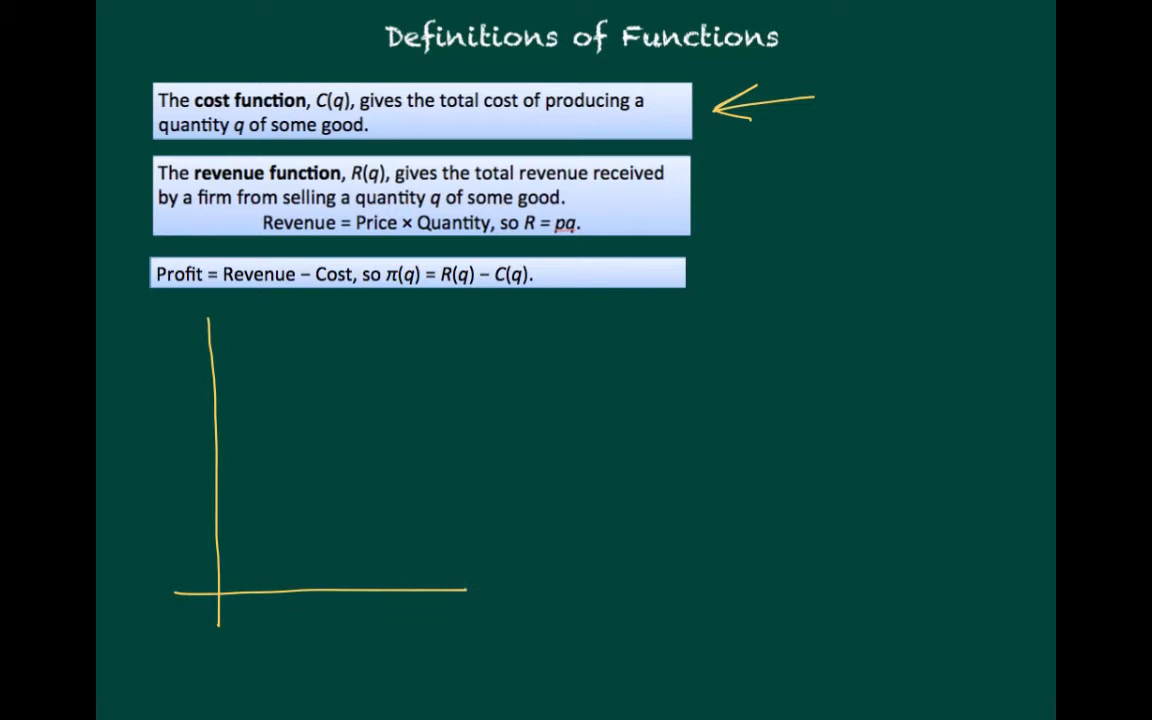 Definitions of Functions
The cost function, C(q), gives the total cost of producing a
quantity q of some good.
The revenue function, R(q), gives the total revenue received
by a firm from selling a quantity q of some good.
Revenue = Price × Quantity, so R = pq.
Profit = Revenue − Cost, so π(q) = R(q) − C(q).